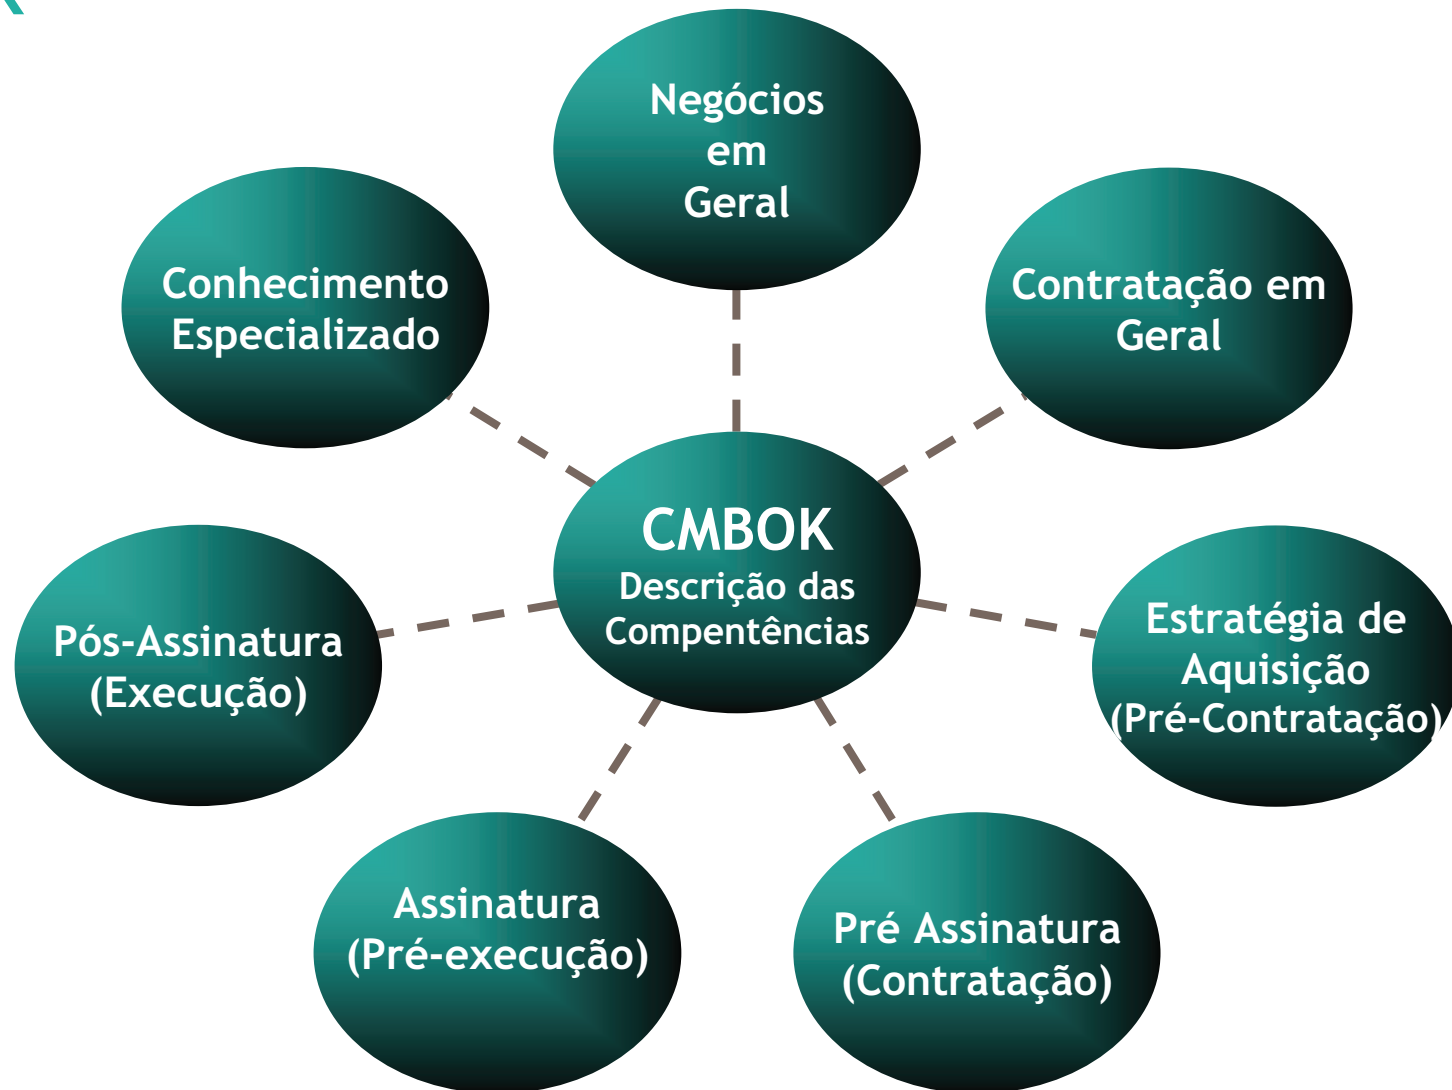 Negócios
em
Geral
Conhecimento
Especializado
Contratação em
Geral
CMBOK
Descrição das
Compentências
Pós-Assinatura
(Execução)
Estratégia de
Aquisição
(Pré-Contratação)
Assinatura
(Pré-execução)
Pré Assinatura
(Contratação)